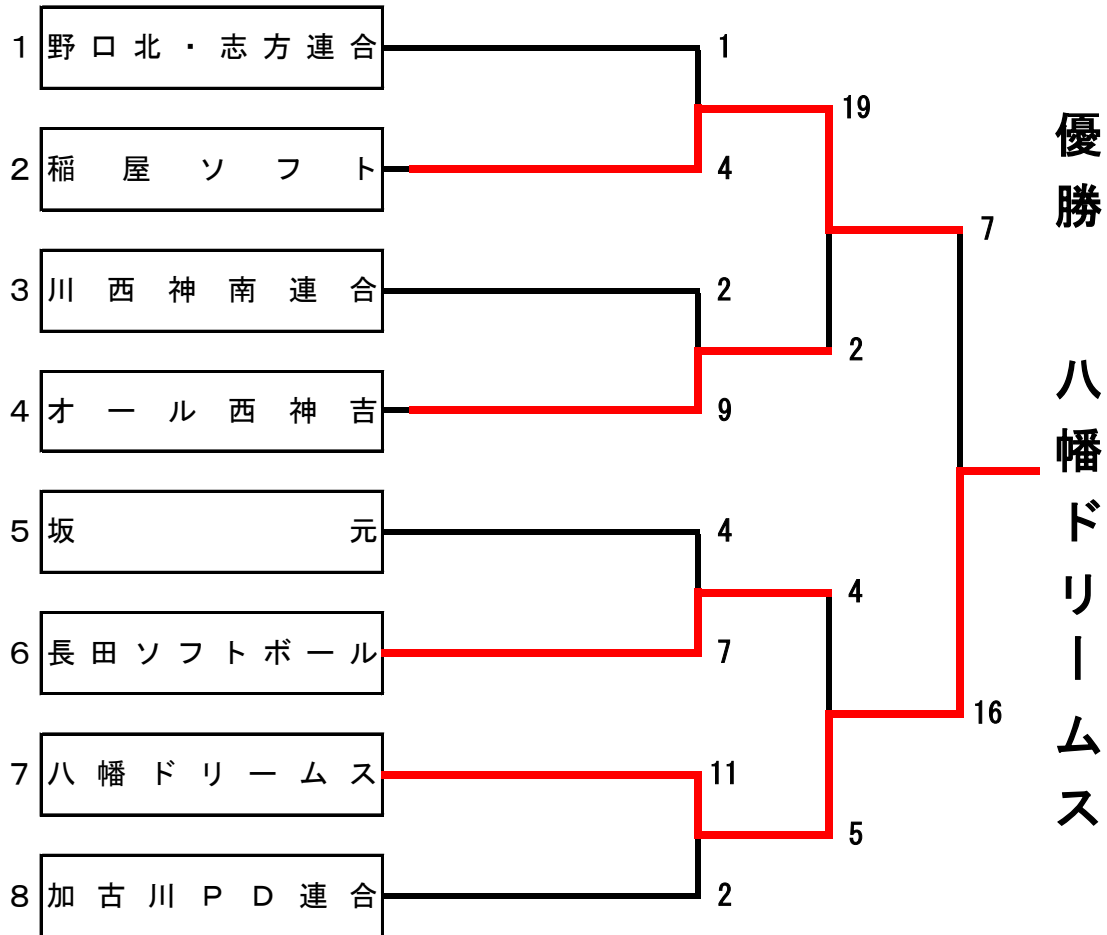 1 野口北・志方連合 1
19
2 稲屋ソフト 4
7
3 川西神南連合 2
2
4 オール西神吉 9
5 坂元 4
4
6 長田ソフトボール 7
16
7 八幡ドリームス 11
5
8 加古川PD連合 2
優勝 八幡ドリームス